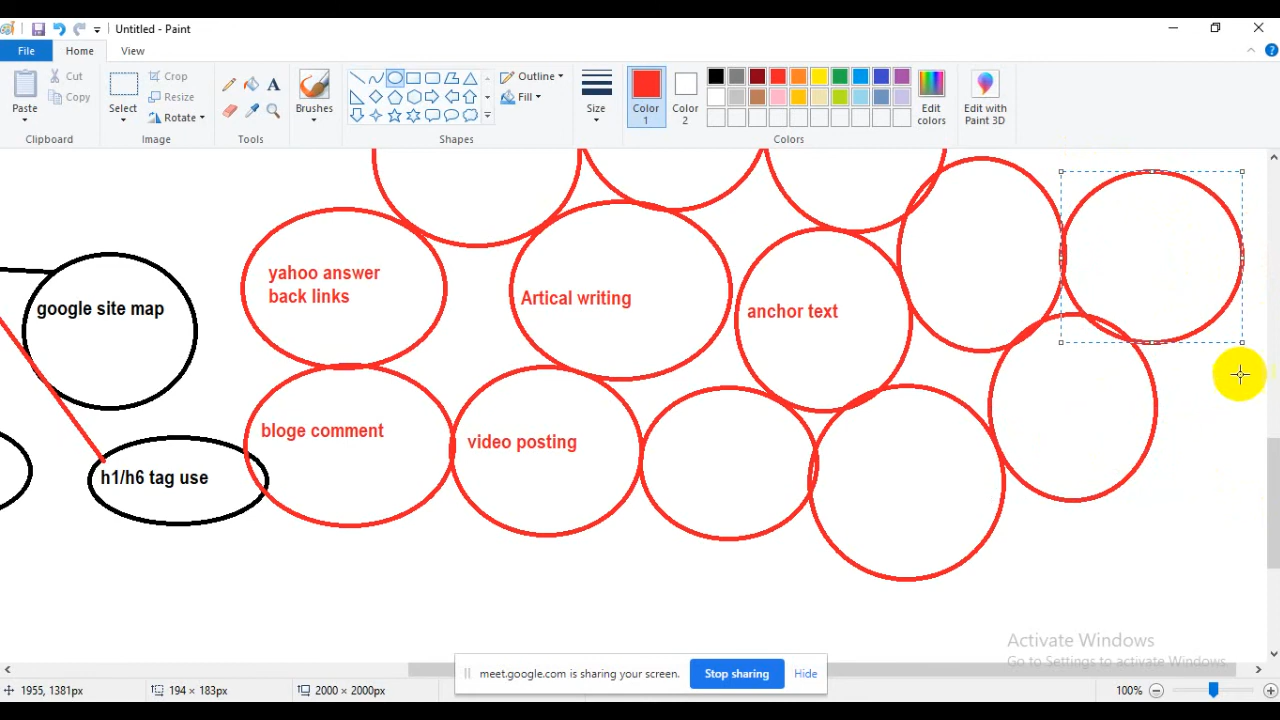 Untitled - Paint
File
Home
View
Paste
Cut
Copy
Clipboard
Select
Crop
Resize
Rotate
Image
A
Tools
Brushes
Outline
Fill
Shapes
Size
Color
1
Color
2
Edit
colors
Edit with
Paint 3D
Colors
yahoo answer
back links
google site map
Artical writing
anchor text
bloge comment
video posting
h1/h6 tag use
Activate Windows
Go to Settings to activate Windows.
meet.google.com is sharing your screen.
Stop sharing
Hide
1955, 1381px
194 × 183px
2000 × 2000px
100%